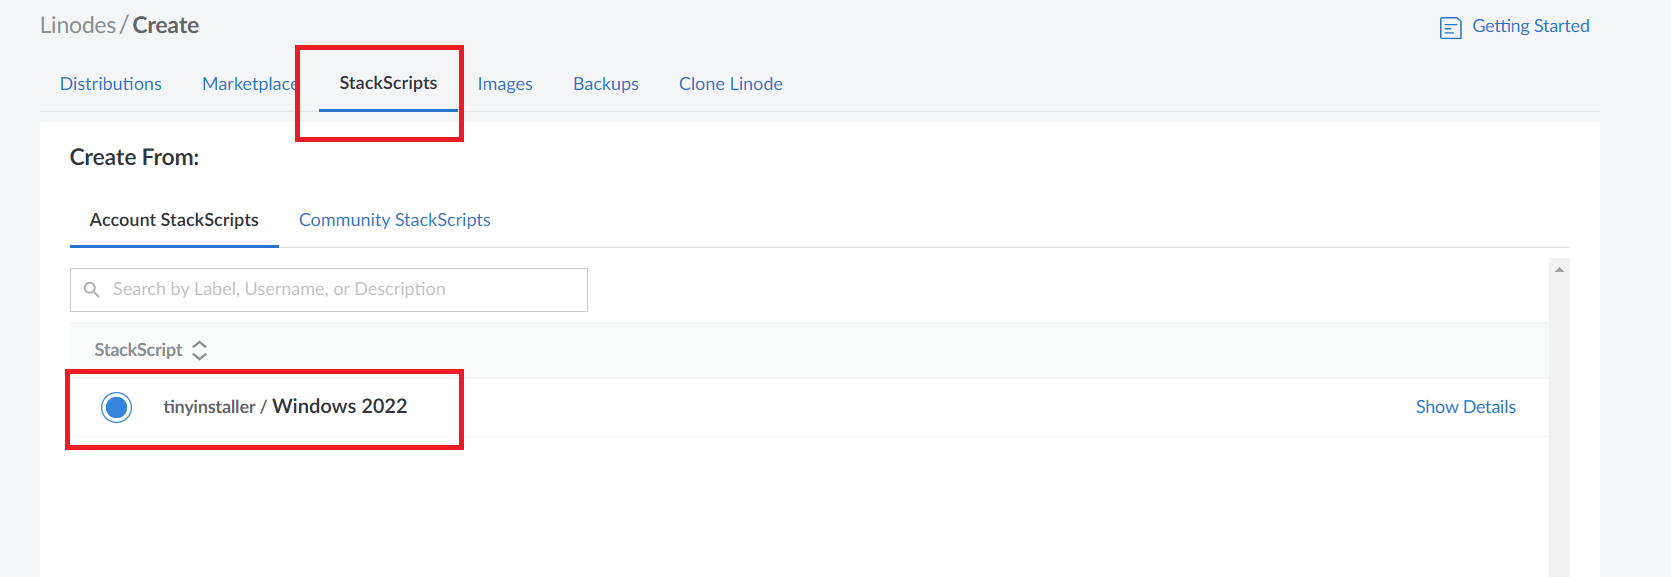 Linodes / Create
Getting Started
Distributions Marketplace StackScripts Images Backups Clone Linode
Create From:
Account StackScripts Community StackScripts
Search by Label, Username, or Description
StackScript
tinyinstaller / Windows 2022 Show Details